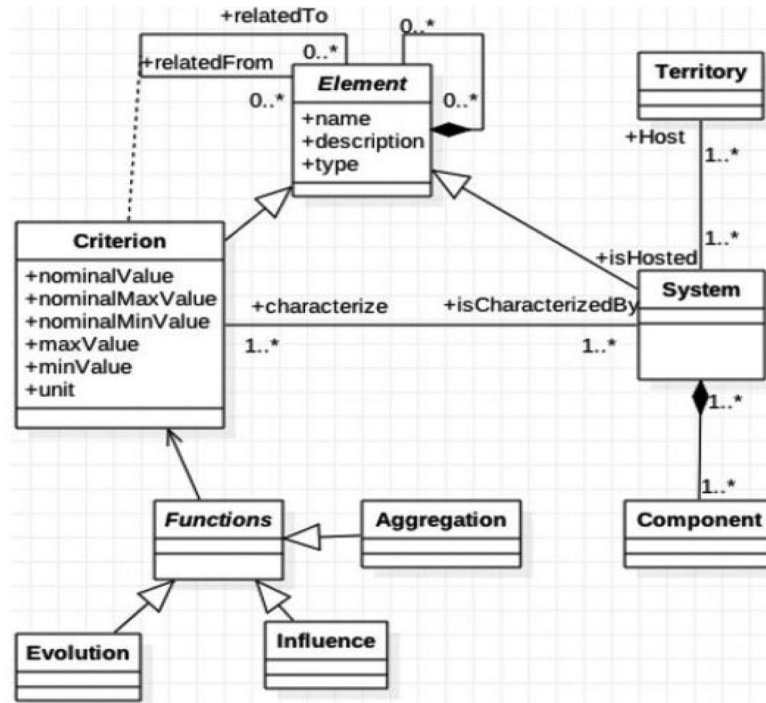 +relatedTo
0..*
0..*
+relatedFrom
0..*
0..*
Element
+name
+description
+type
Territory
+Host
1..*
1..*
+isHosted
Criterion
+nominalValue
+nominalMaxValue
+nominalMinValue
+maxValue
+minValue
+unit
+characterize
+isCharacterizedBy
1..*
1..*
System
1..*
1..*
Functions
Aggregation
Component
Evolution
Influence